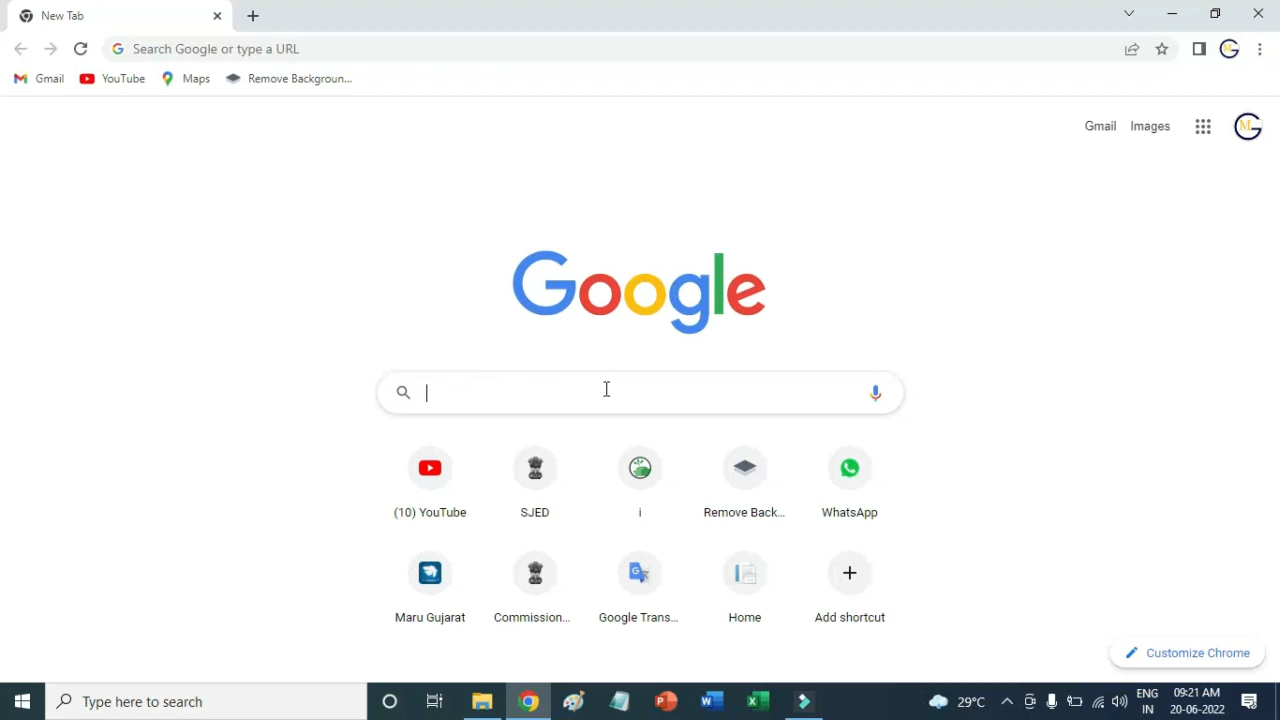 New Tab
Search Google or type a URL
Gmail YouTube Maps Remove Backgroun...
Gmail Images
Google
(10) YouTube SJED i Remove Back... WhatsApp
Maru Gujarat Commission... Google Trans... Home Add shortcut
Customize Chrome
Type here to search
29°C ENG 09:21 AM
IN 20-06-2022